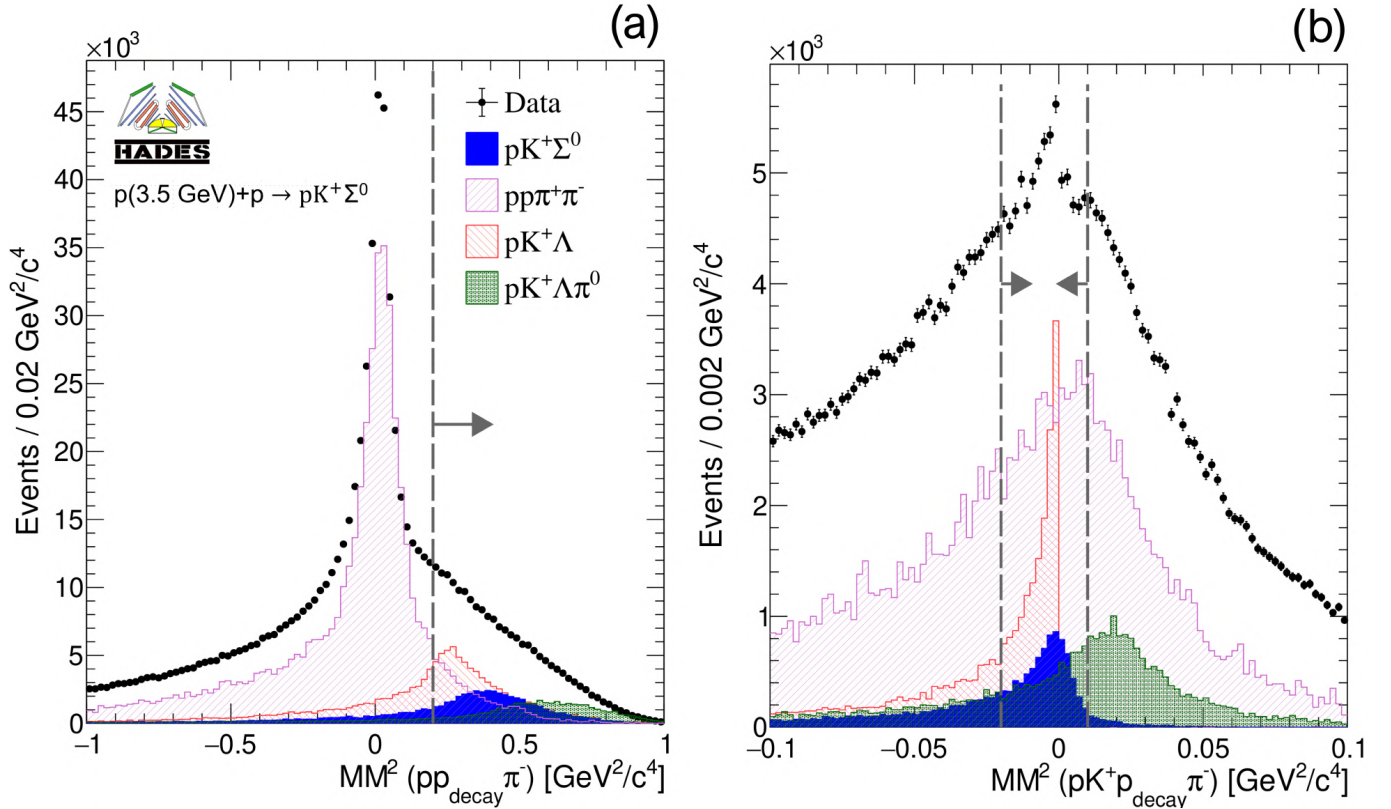 (a)
×10³
45
40
35
30
25
20
15
10
5
0
Events / 0.02 GeV²/c⁴
HADES
p(3.5 GeV)+p → pK⁺Σ⁰
Data
pK⁺Σ⁰
ppπ⁺π⁻
pK⁺Λ
pK⁺Λπ⁰
−1 −0.5 0 0.5 1
MM² (pp_decay π⁻) [GeV²/c⁴]
(b)
×10³
5
4
3
2
1
0
Events / 0.002 GeV²/c⁴
−0.1 −0.05 0 0.05 0.1
MM² (pK⁺p_decay π⁻) [GeV²/c⁴]